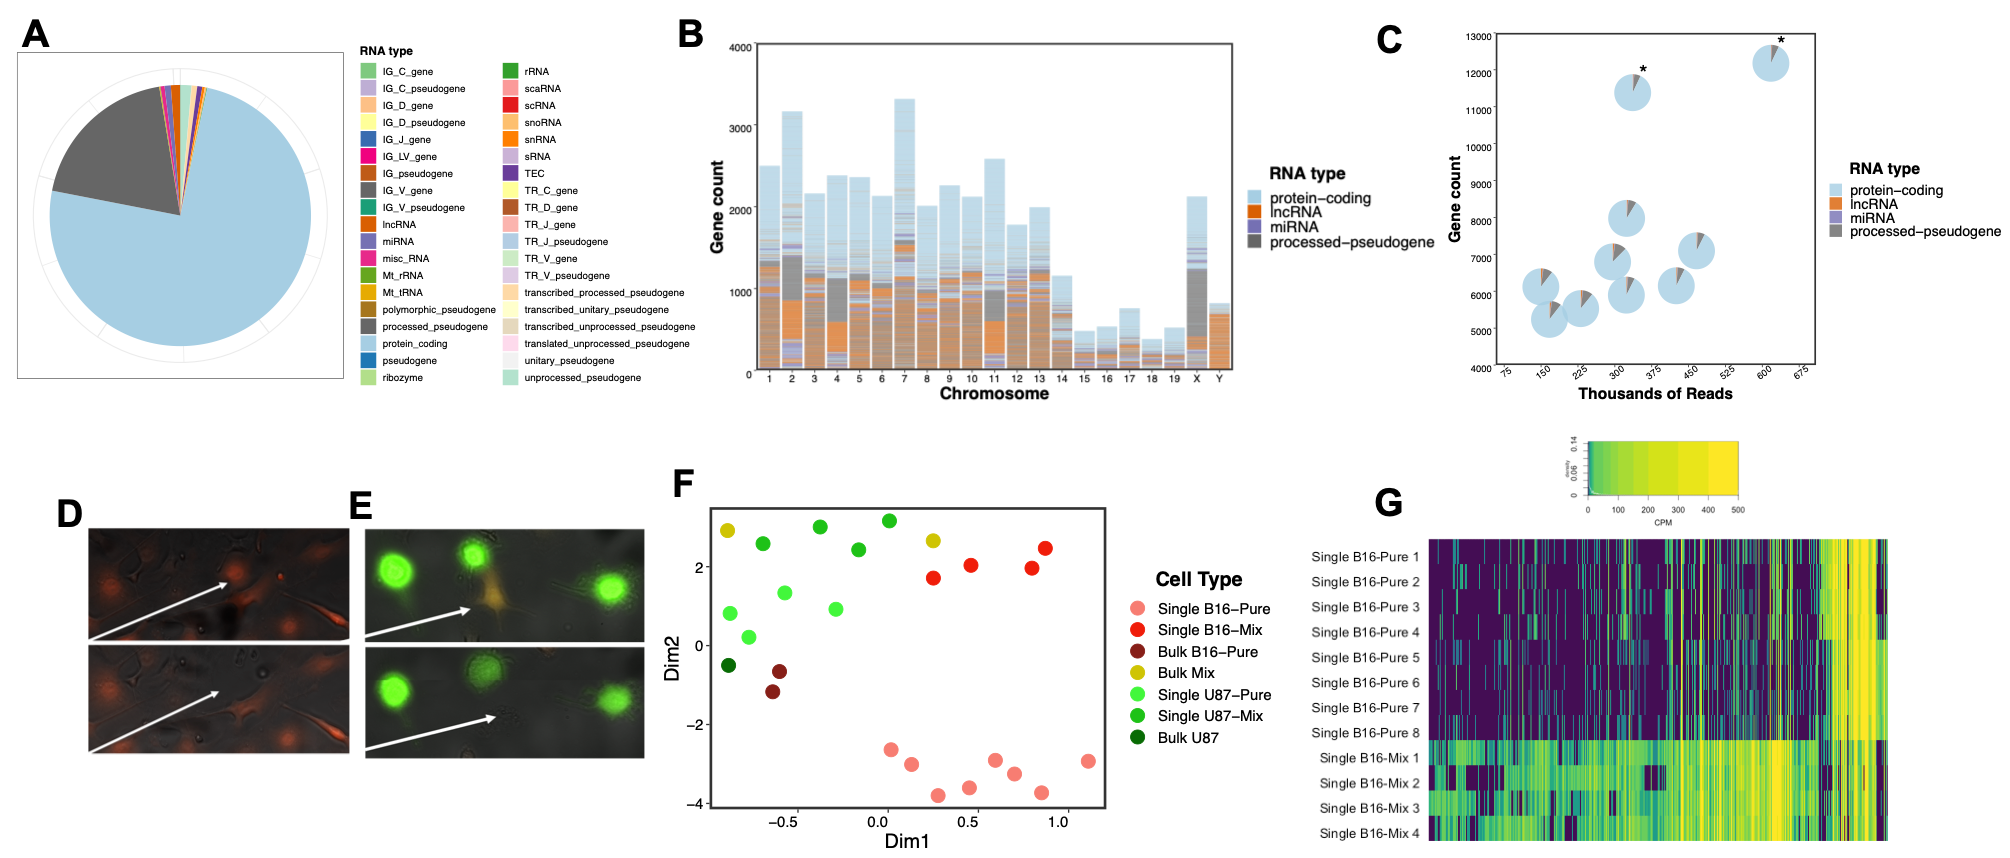 A
RNA type
IG_C_gene
IG_C_pseudogene
IG_D_gene
IG_D_pseudogene
IG_J_gene
IG_LV_gene
IG_pseudogene
IG_V_gene
IG_V_pseudogene
lncRNA
miRNA
misc_RNA
Mt_rRNA
Mt_tRNA
polymorphic_pseudogene
processed_pseudogene
protein_coding
pseudogene
ribozyme
rRNA
scaRNA
scRNA
snoRNA
snRNA
sRNA
TEC
TR_C_gene
TR_D_gene
TR_J_gene
TR_J_pseudogene
TR_V_gene
TR_V_pseudogene
transcribed_processed_pseudogene
transcribed_unitary_pseudogene
transcribed_unprocessed_pseudogene
translated_unprocessed_pseudogene
unitary_pseudogene
unprocessed_pseudogene
B
Gene count
4000
3000
2000
1000
0
1 2 3 4 5 6 7 8 9 10 11 12 13 14 15 16 17 18 19 X Y
Chromosome
RNA type
protein-coding
lncRNA
miRNA
processed-pseudogene
C
Gene count
13000
12000
11000
10000
9000
8000
7000
6000
5000
4000
* *
75 150 225 300 375 450 525 600 675
Thousands of Reads
RNA type
protein-coding
lncRNA
miRNA
processed-pseudogene
D
E
F
Dim2
2
0
−2
−4
−0.5 0.0 0.5 1.0
Dim1
Cell Type
Single B16-Pure
Single B16-Mix
Bulk B16-Pure
Bulk Mix
Single U87-Pure
Single U87-Mix
Bulk U87
G
density
0.14
0.06
0
0 100 200 300 400 500
CPM
Single B16-Pure 1
Single B16-Pure 2
Single B16-Pure 3
Single B16-Pure 4
Single B16-Pure 5
Single B16-Pure 6
Single B16-Pure 7
Single B16-Pure 8
Single B16-Mix 1
Single B16-Mix 2
Single B16-Mix 3
Single B16-Mix 4